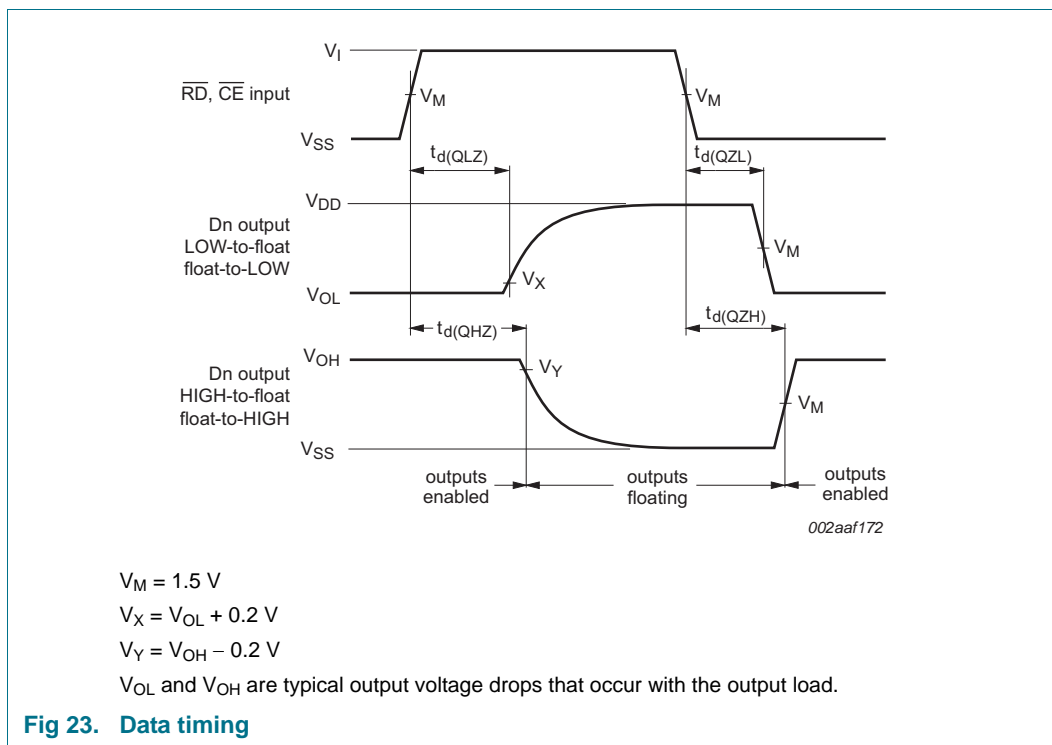 V_I
RD, CE input
V_M
V_M
V_SS
t_d(QLZ)
t_d(QZL)
V_DD
Dn output
LOW-to-float
float-to-LOW
V_M
V_X
V_OL
t_d(QHZ)
t_d(QZH)
V_OH
V_Y
Dn output
HIGH-to-float
float-to-HIGH
V_M
V_SS
outputs
enabled
outputs
floating
outputs
enabled
002aaf172
V_M = 1.5 V
V_X = V_OL + 0.2 V
V_Y = V_OH − 0.2 V
V_OL and V_OH are typical output voltage drops that occur with the output load.
Fig 23. Data timing